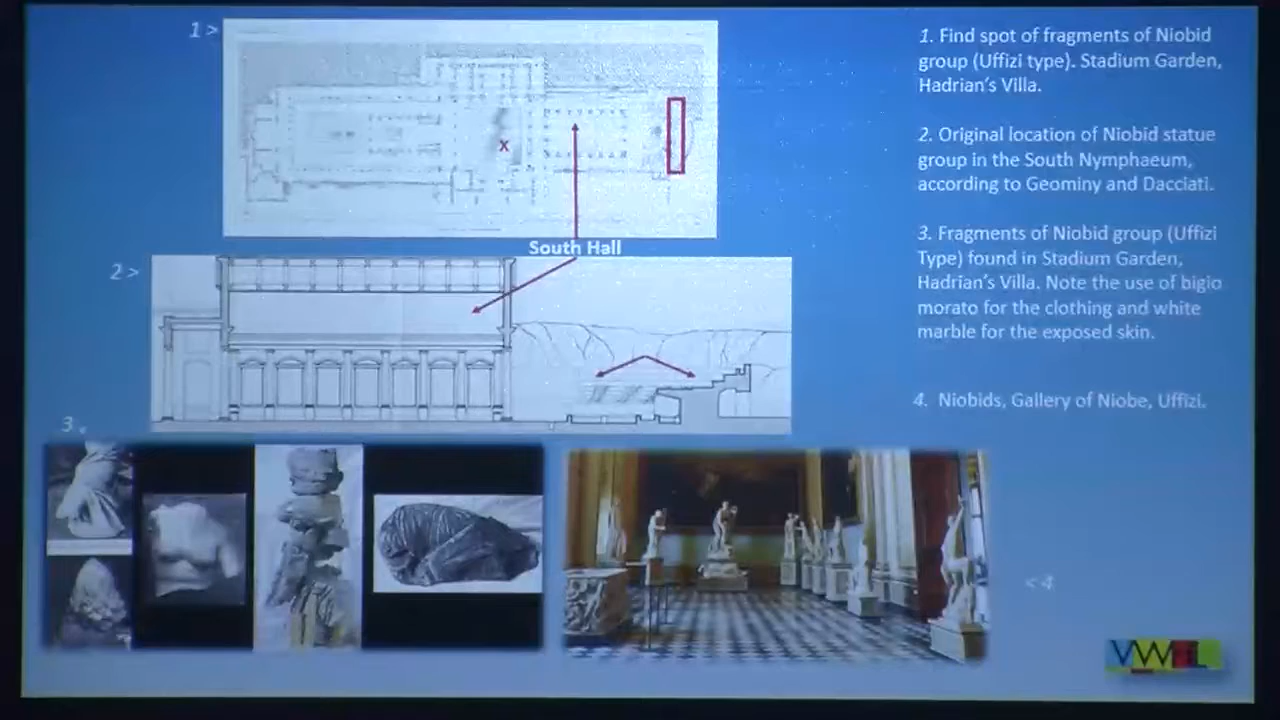 1 >
1. Find spot of fragments of Niobid
group (Uffizi type). Stadium Garden,
Hadrian's Villa.
2. Original location of Niobid statue
group in the South Nymphaeum,
according to Geominy and Dacciati.
3. Fragments of Niobid group (Uffizi
Type) found in Stadium Garden,
Hadrian's Villa. Note the use of bigio
morato for the clothing and white
marble for the exposed skin.
4. Niobids, Gallery of Niobe, Uffizi.
x
South Hall
2 >
3
< 4